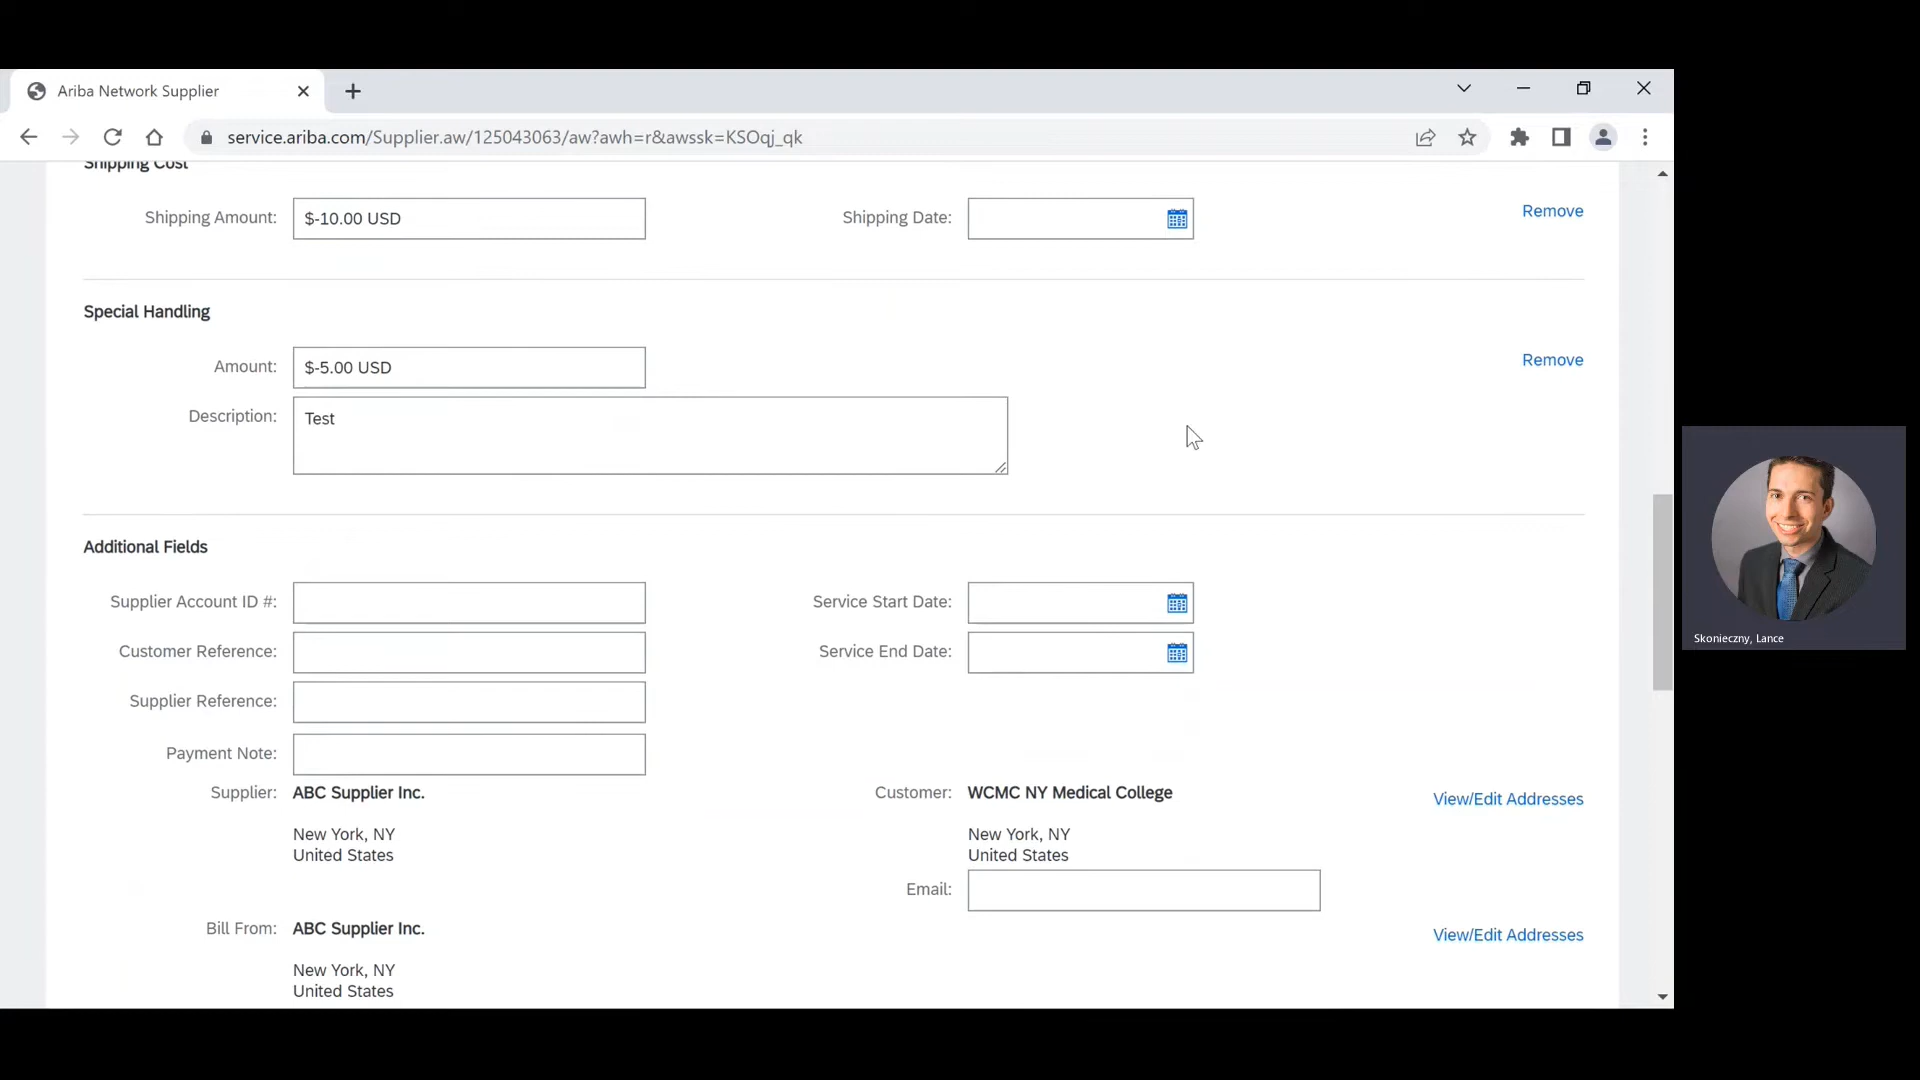 Ariba Network Supplier
service.ariba.com/Supplier.aw/125043063/aw?awh=r&awssk=KSOqj_qk
Shipping Cost
Shipping Amount: $-10.00 USD Shipping Date: Remove
Special Handling
Amount: $-5.00 USD Remove
Description: Test
Additional Fields
Supplier Account ID #: Service Start Date:
Customer Reference: Service End Date:
Supplier Reference:
Payment Note:
Supplier: ABC Supplier Inc. Customer: WCMC NY Medical College View/Edit Addresses
New York, NY New York, NY
United States United States
Email:
Bill From: ABC Supplier Inc. View/Edit Addresses
New York, NY
United States
Skonieczny, Lance